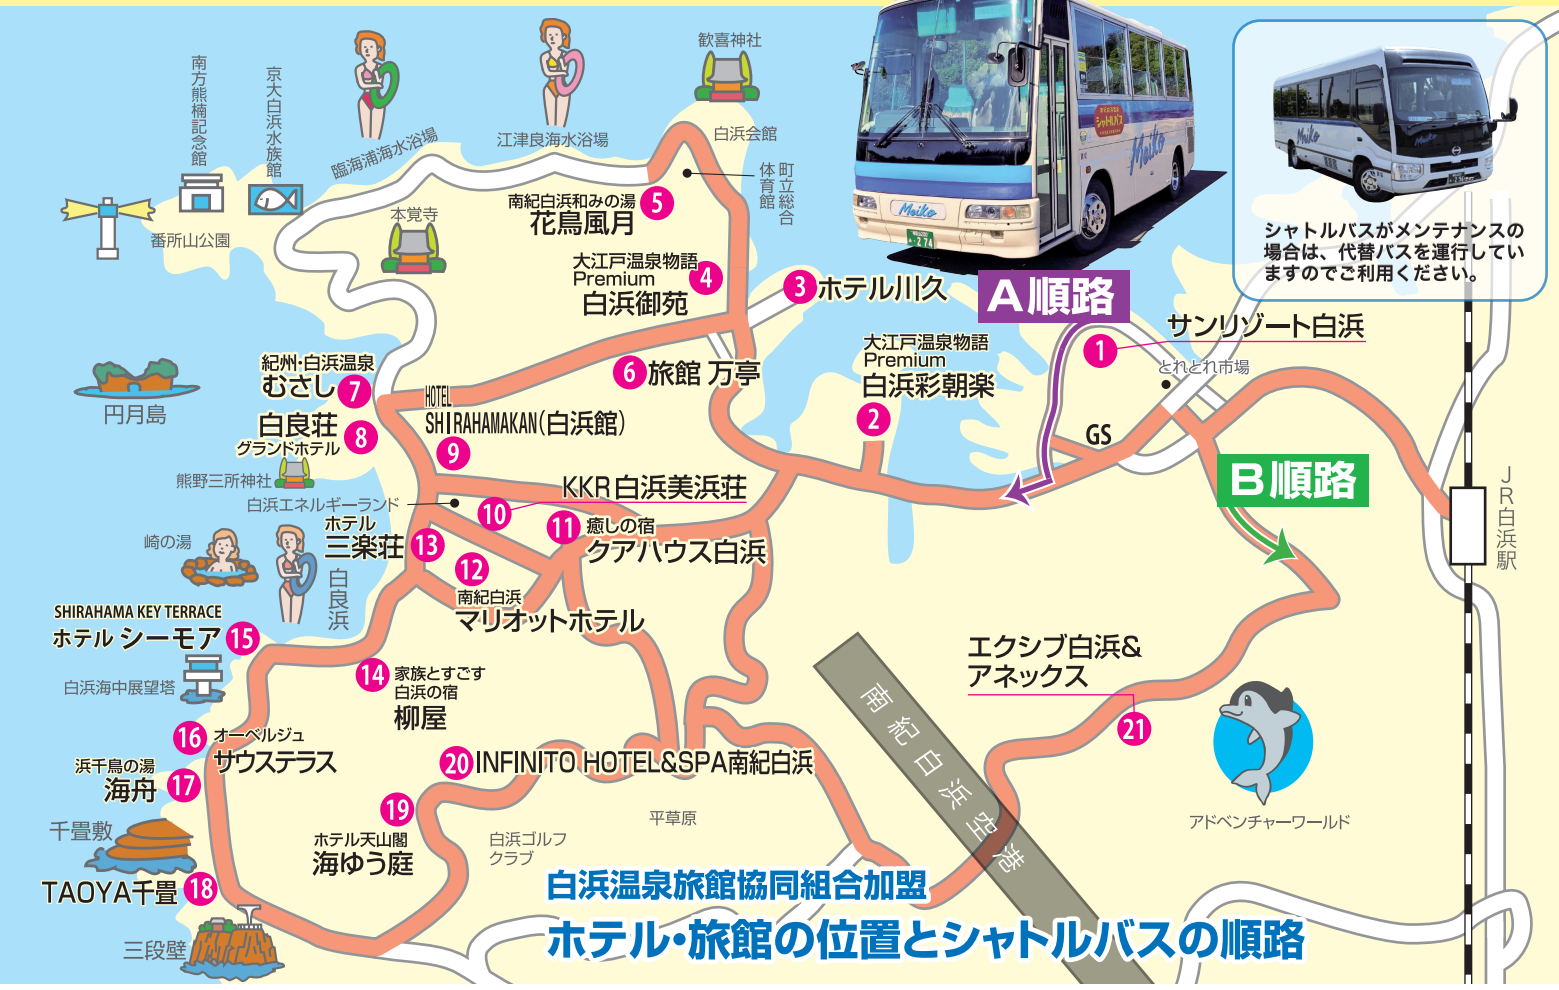 南方熊楠記念館
京大白浜水族館
臨海浦海水浴場
江津良海水浴場
歓喜神社
白浜会館
町立総合
体育館
番所山公園
本覚寺
南紀白浜和みの湯
花鳥風月
5
大江戸温泉物語
Premium
白浜御苑
4
3
ホテル川久
シャトルバス
Meiko
Meiko
2 74
Meiko
シャトルバスがメンテナンスの
場合は、代替バスを運行してい
ますのでご利用ください。
A順路
サンリゾート白浜
1
とれとれ市場
大江戸温泉物語
Premium
白浜彩朝楽
2
GS
B順路
JR白浜駅
6
旅館 万亭
紀州・白浜温泉
むさし
7
円月島
白良荘
グランドホテル
8
HOTEL
SHIRAHAMAKAN(白浜館)
9
熊野三所神社
白浜エネルギーランド
KKR白浜美浜荘
10
11
癒しの宿
クアハウス白浜
ホテル
三楽荘
13
崎の湯
白良浜
12
南紀白浜
マリオットホテル
SHIRAHAMA KEY TERRACE
ホテル シーモア
15
白浜海中展望塔
14
家族とすごす
白浜の宿
柳屋
エクシブ白浜&
アネックス
21
南紀白浜空港
16
オーベルジュ
サウステラス
浜千鳥の湯
海舟
17
20
INFINITO HOTEL&SPA南紀白浜
19
ホテル天山閣
海ゆう庭
平草原
白浜ゴルフ
クラブ
アドベンチャーワールド
千畳敷
TAOYA千畳
18
三段壁
白浜温泉旅館協同組合加盟
ホテル・旅館の位置とシャトルバスの順路